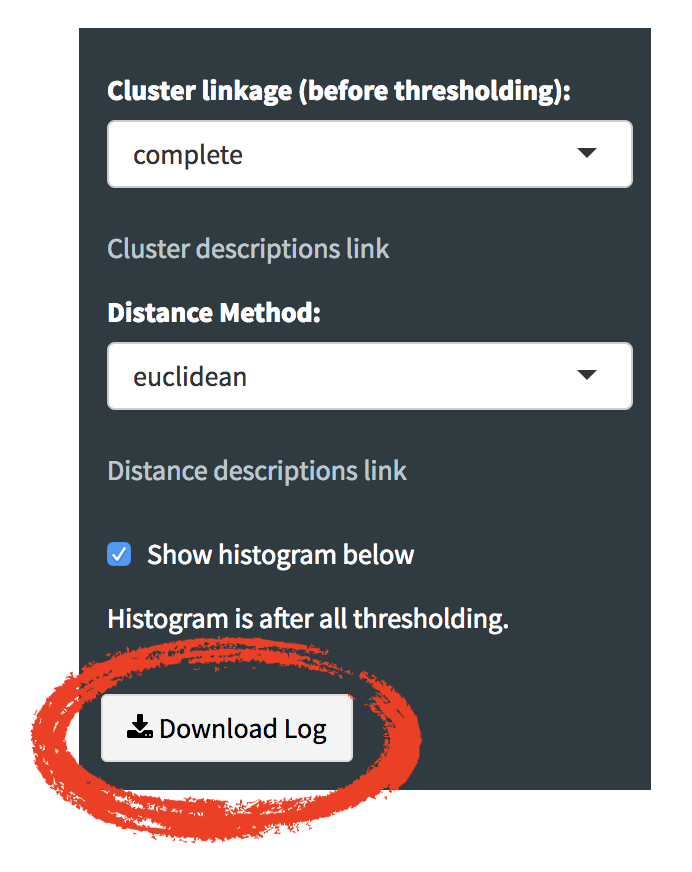 Cluster linkage (before thresholding):
complete
Cluster descriptions link
Distance Method:
euclidean
Distance descriptions link
Show histogram below
Histogram is after all thresholding.
Download Log